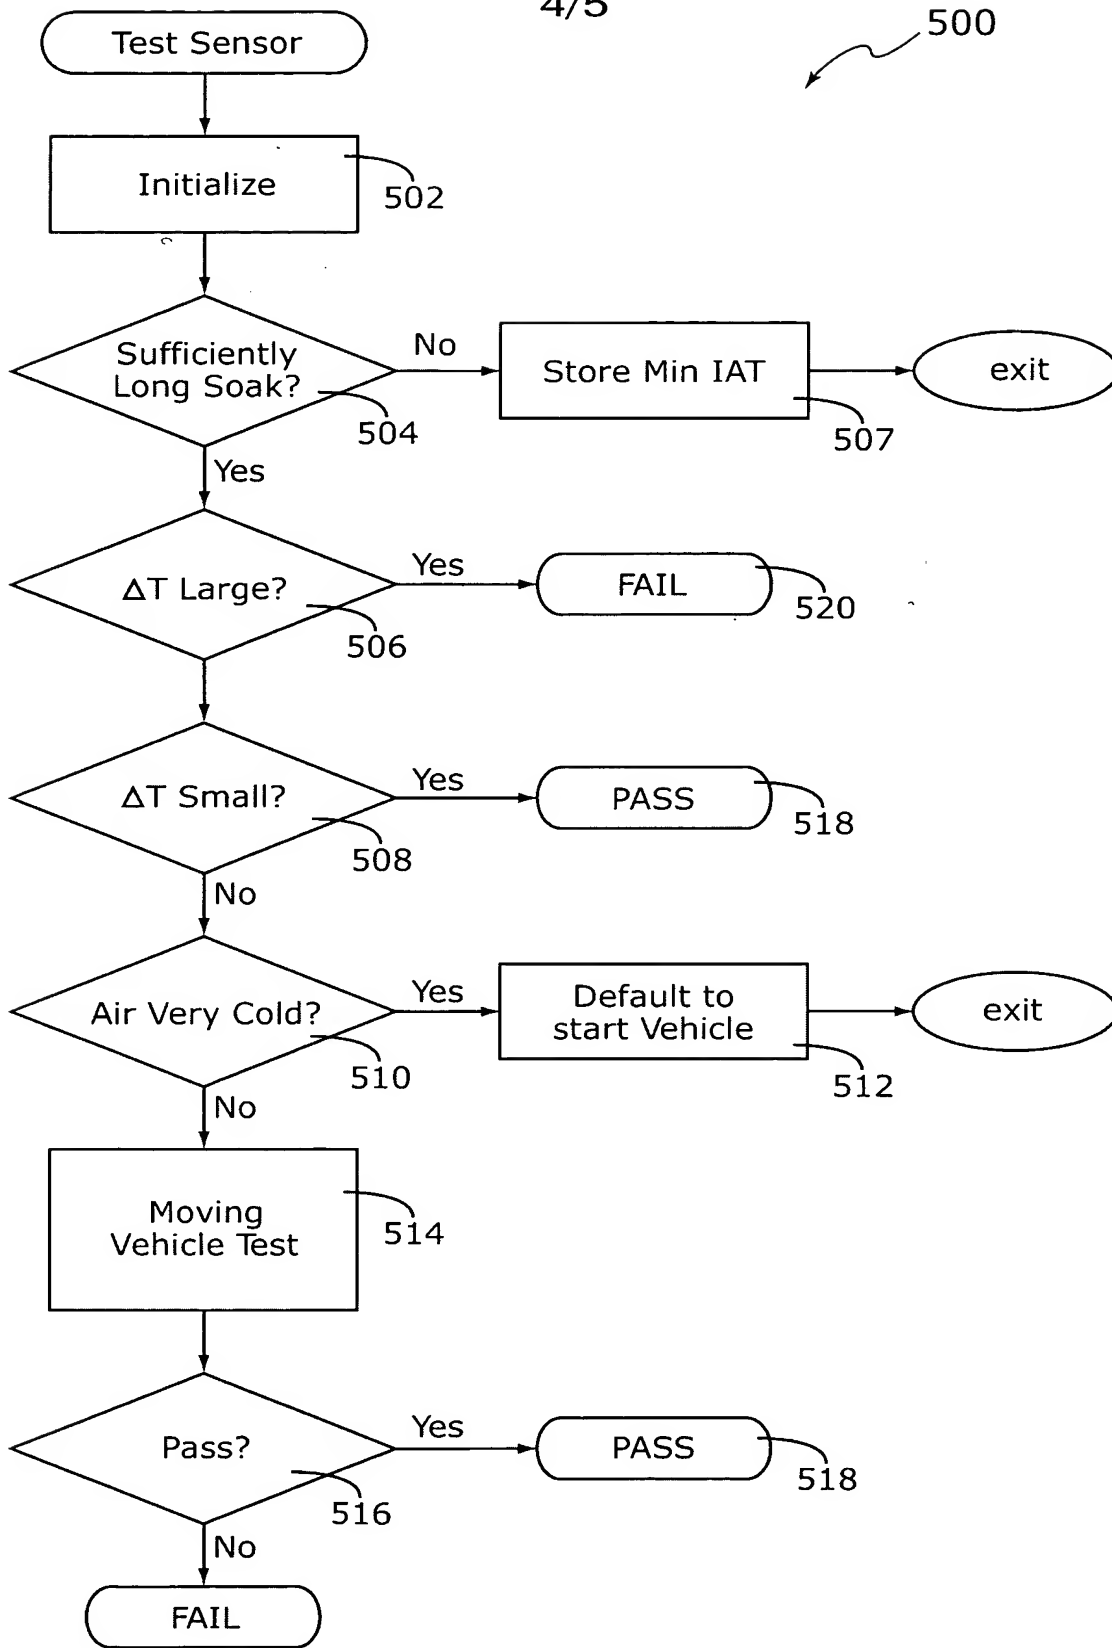 4/5
500
Test Sensor
Initialize
502
Sufficiently
Long Soak?
504
No
Store Min IAT
507
exit
Yes
ΔT Large?
506
Yes
FAIL
520
ΔT Small?
508
Yes
PASS
518
No
Air Very Cold?
510
Yes
Default to
start Vehicle
512
exit
No
Moving
Vehicle Test
514
Pass?
516
Yes
PASS
518
No
FAIL